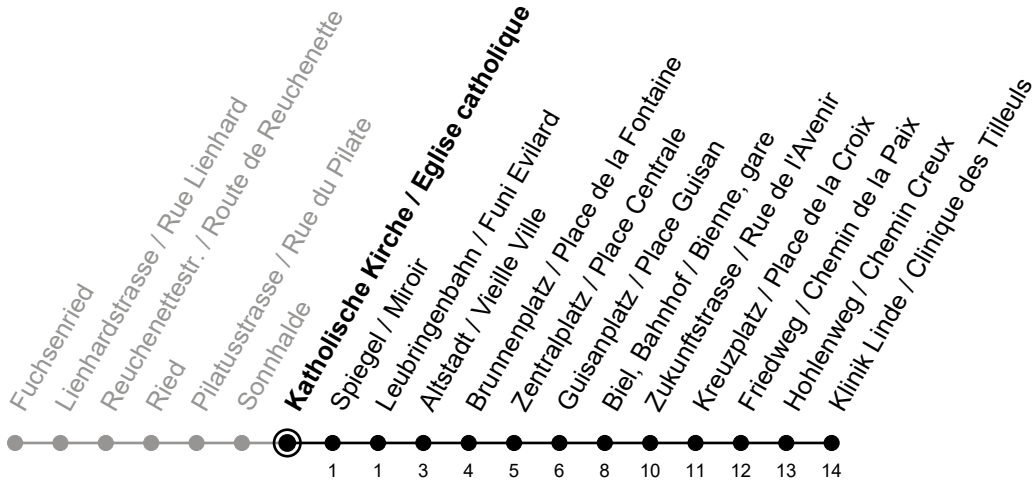 Fuchsenried
Lienhardstrasse / Rue Lienhard
Reuchenettestr. / Route de Reuchenette
Ried
Pilatusstrasse / Rue du Pilate
Sonnhalde
Katholische Kirche / Eglise catholique
Spiegel / Miroir
Leubringenbahn / Funi Evilard
Altstadt / Vieille Ville
Brunnenplatz / Place de la Fontaine
Zentralplatz / Place Centrale
Guisanplatz / Place Guisan
Biel, Bahnhof / Bienne, gare
Zukunftstrasse / Rue de l'Avenir
Kreuzplatz / Place de la Croix
Friedweg / Chemin de la Paix
Hohlenweg / Chemin Creux
Klinik Linde / Clinique des Tilleuls
1 1 3 4 5 6 8 10 11 12 13 14